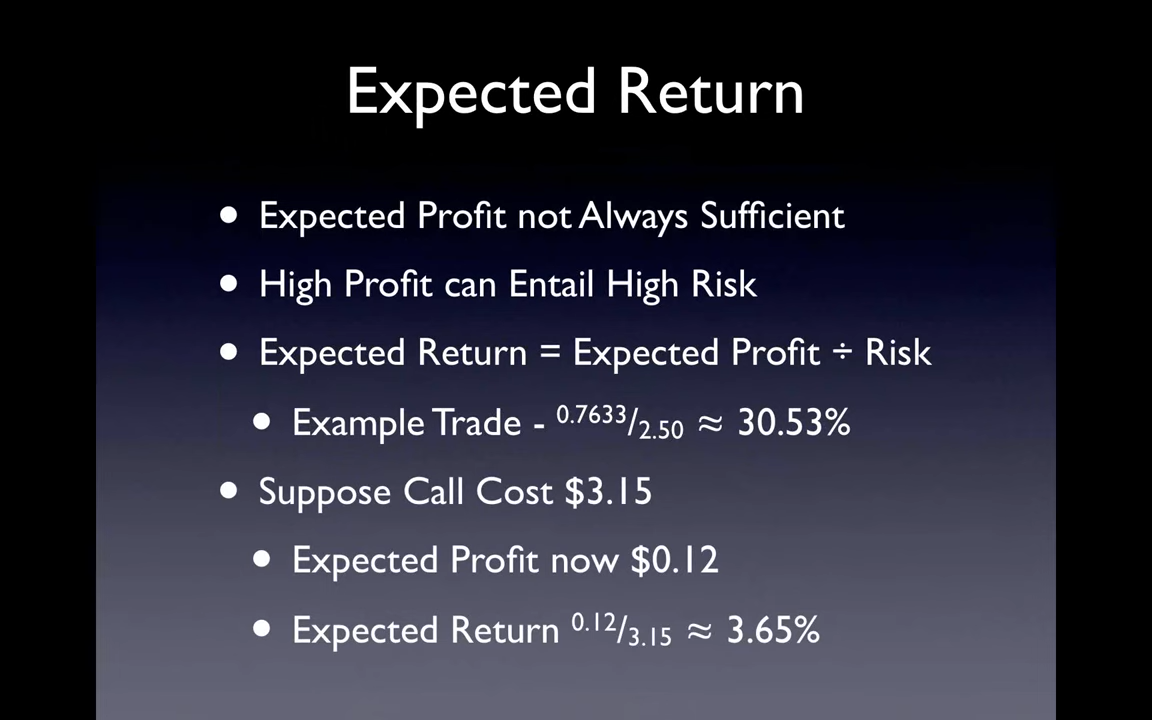 Expected Return
• Expected Profit not Always Sufficient
• High Profit can Entail High Risk
• Expected Return = Expected Profit ÷ Risk
• Example Trade - 0.7633/2.50 ≈ 30.53%
• Suppose Call Cost $3.15
• Expected Profit now $0.12
• Expected Return 0.12/3.15 ≈ 3.65%